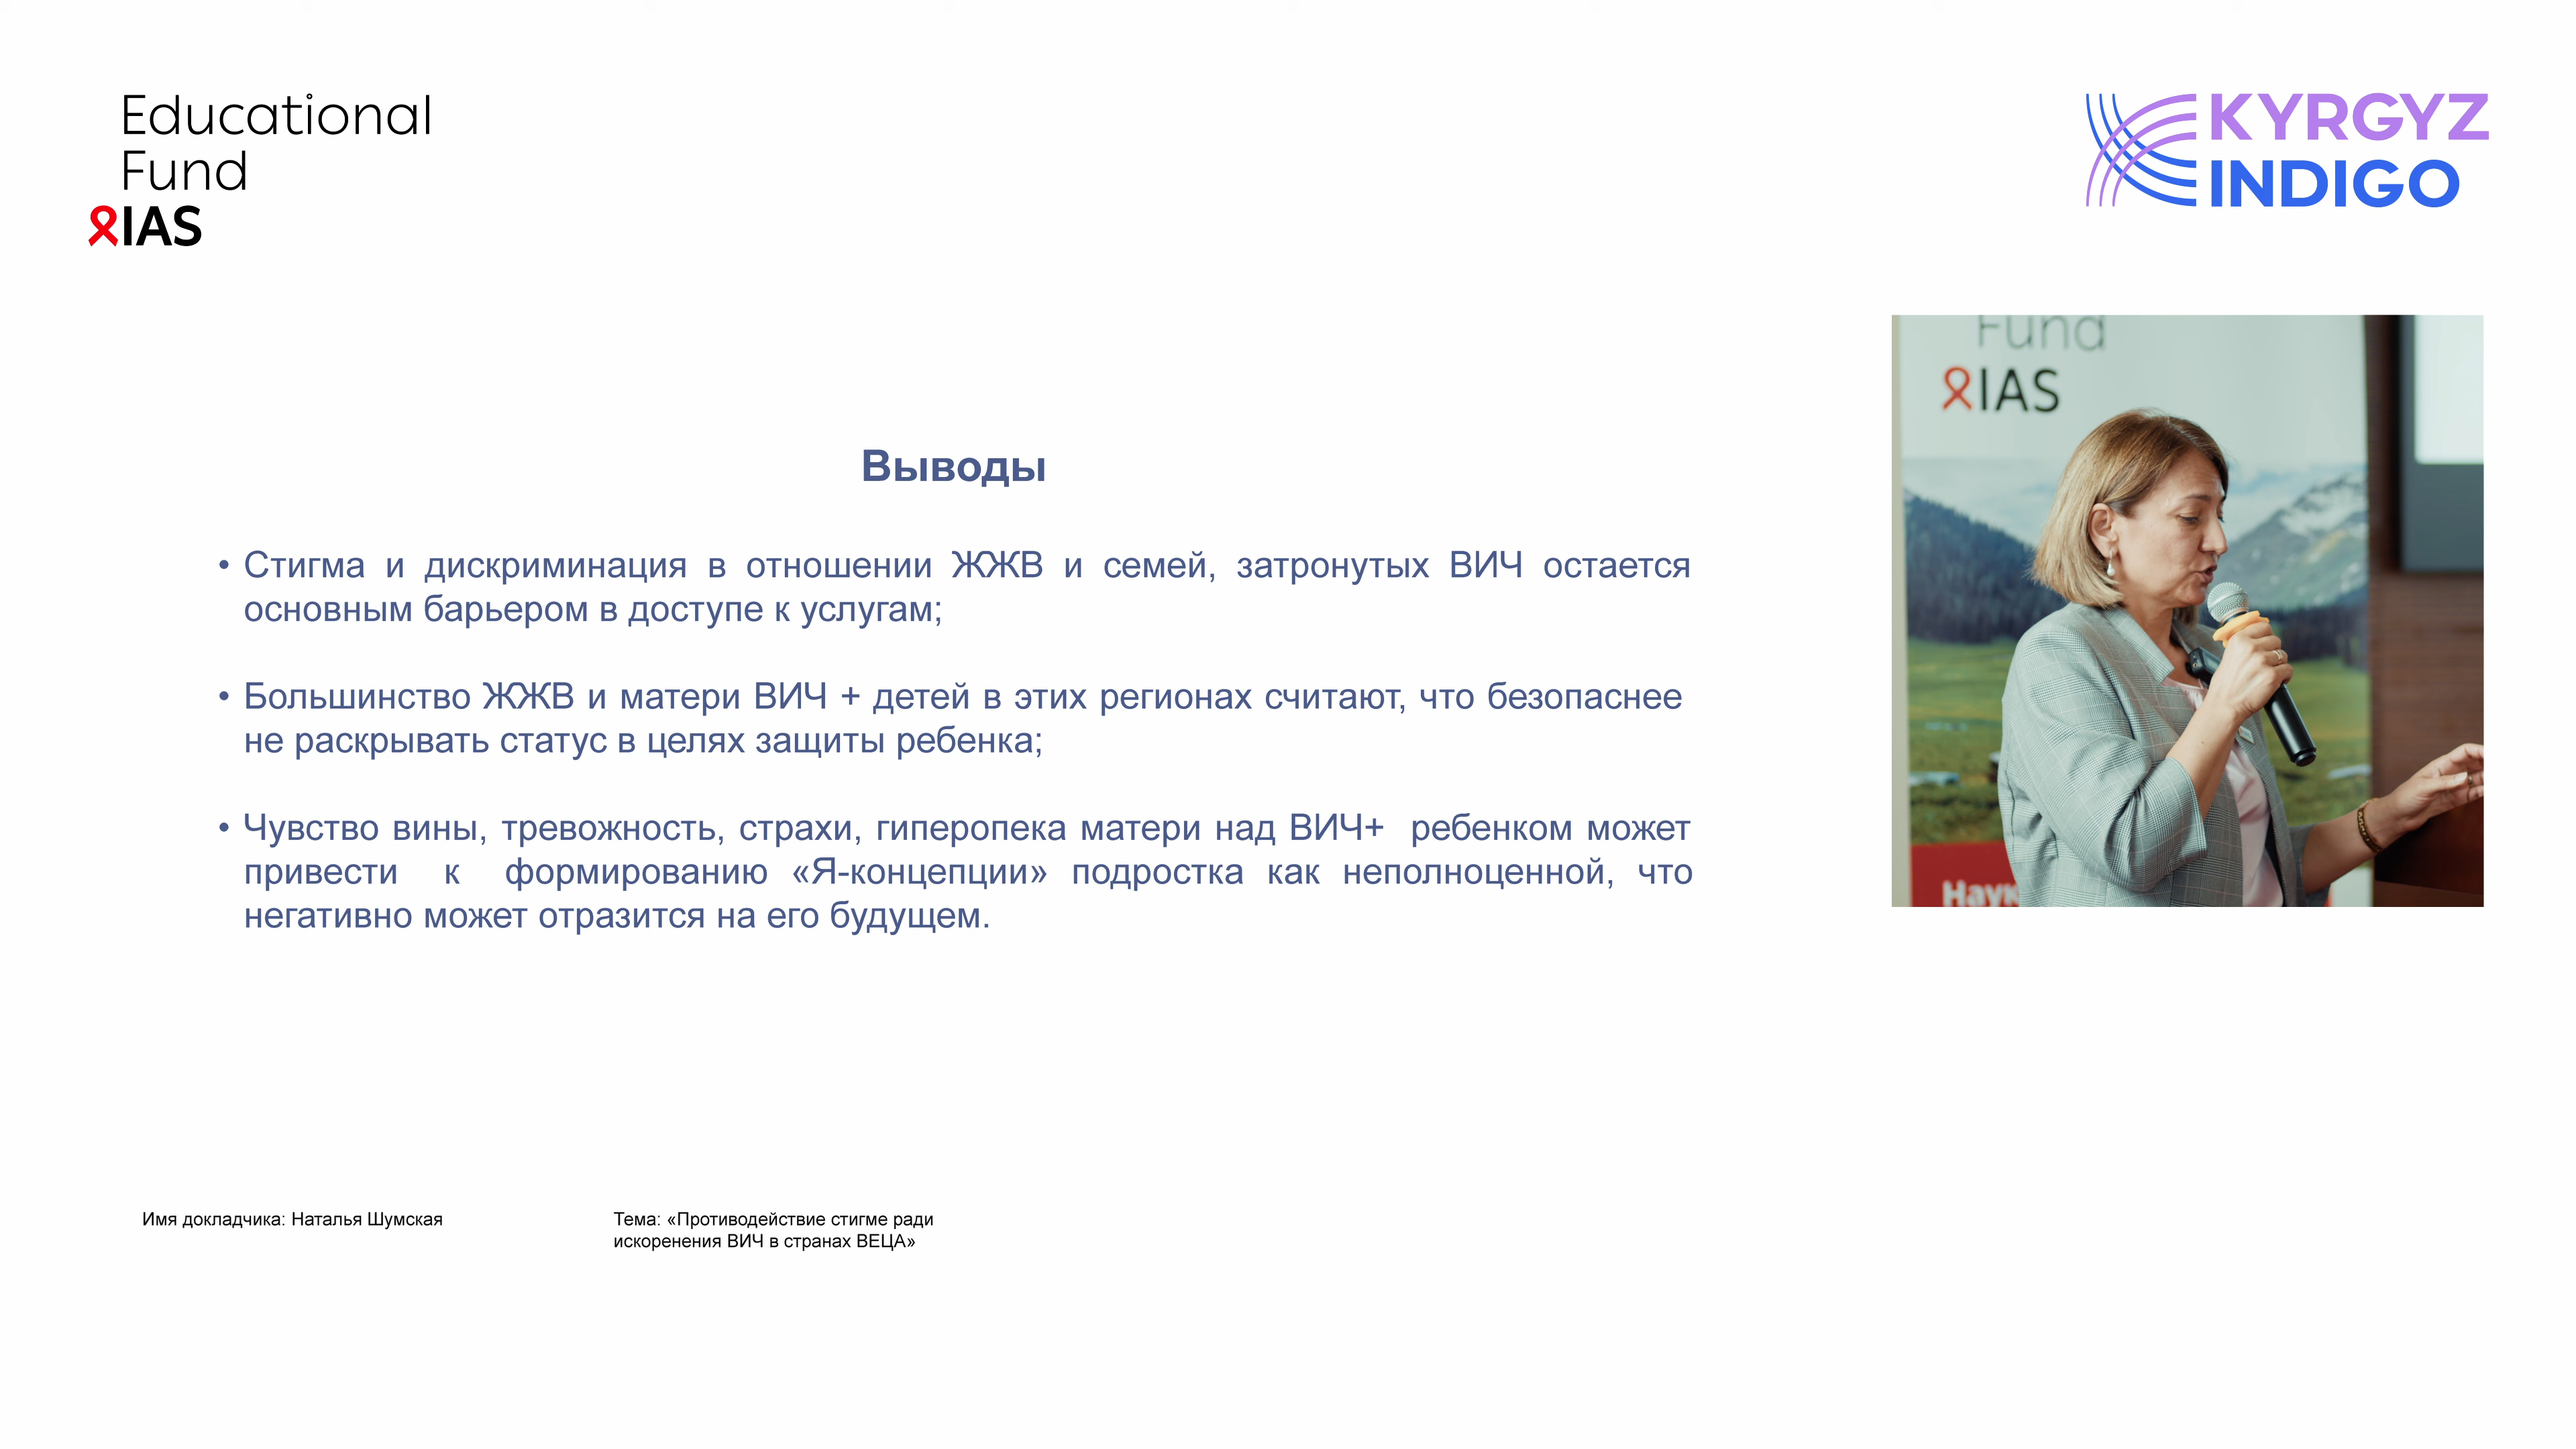 Educational
Fund
IAS
KYRGYZ
INDIGO
Fund
IAS
Выводы
• Стигма и дискриминация в отношении ЖЖВ и семей, затронутых ВИЧ остается
основным барьером в доступе к услугам;
• Большинство ЖЖВ и матери ВИЧ + детей в этих регионах считают, что безопаснее
не раскрывать статус в целях защиты ребенка;
• Чувство вины, тревожность, страхи, гиперопека матери над ВИЧ+ ребенком может
привести к формированию «Я-концепции» подростка как неполноценной, что
негативно может отразится на его будущем.
Имя докладчика: Наталья Шумская
Тема: «Противодействие стигме ради
искоренения ВИЧ в странах ВЕЦА»